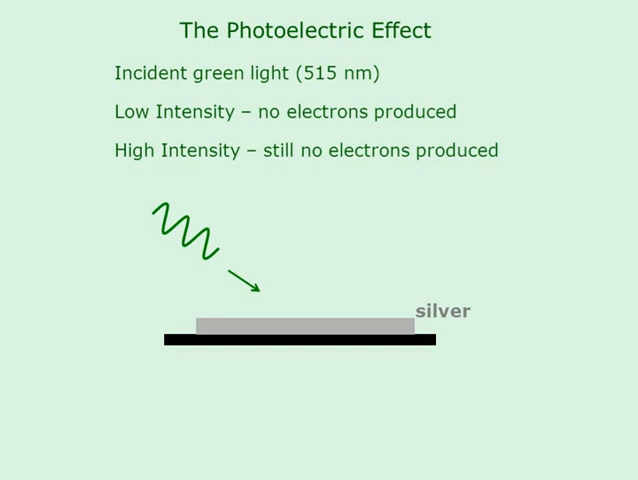 The Photoelectric Effect
Incident green light (515 nm)
Low Intensity – no electrons produced
High Intensity – still no electrons produced
silver